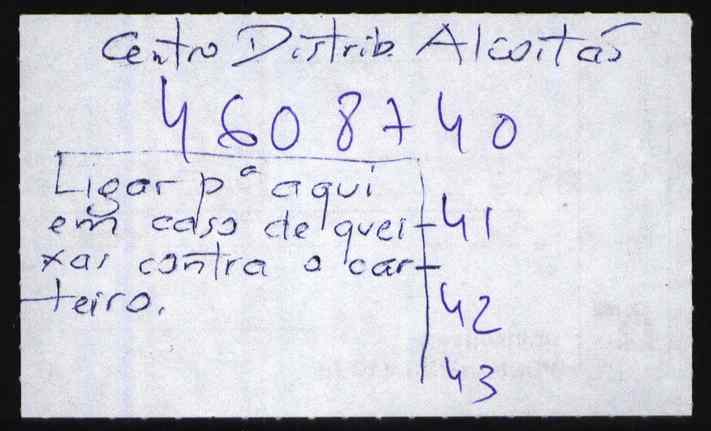 Centro Distrib. Alcoitão
4608740
Ligar pª aqui
em caso de quei-
xas contra o car-
teiro.
41
42
43